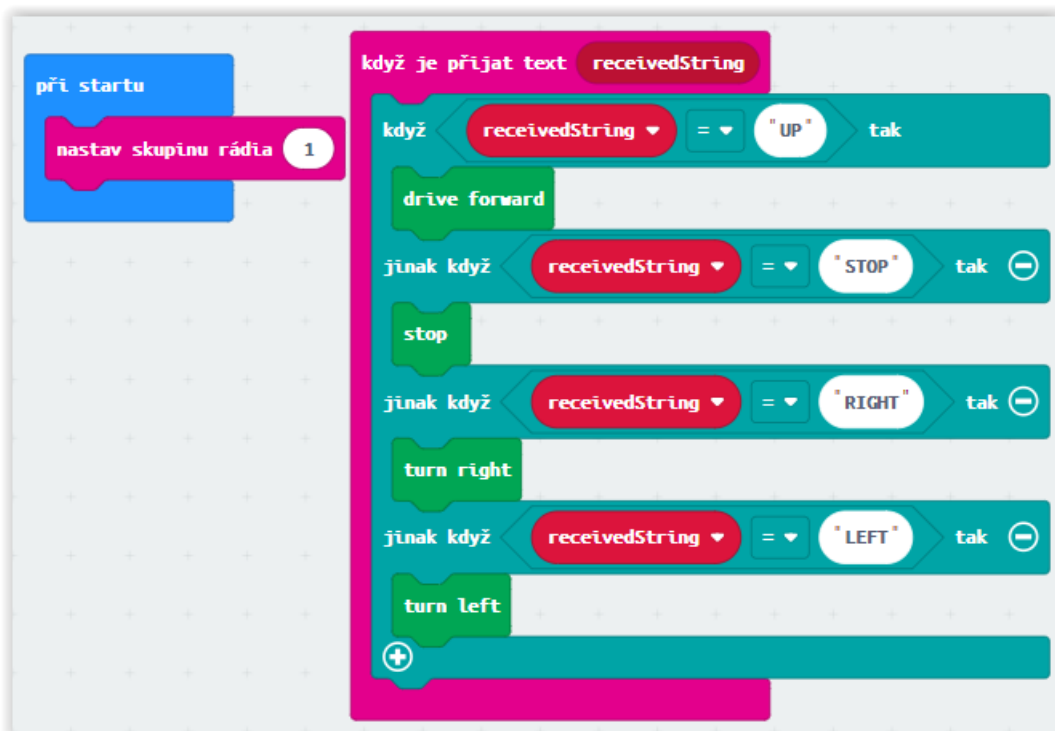 při startu
nastav skupinu rádia 1
když je přijat text receivedString
když receivedString = "UP" tak
drive forward
jinak když receivedString = "STOP" tak
stop
jinak když receivedString = "RIGHT" tak
turn right
jinak když receivedString = "LEFT" tak
turn left